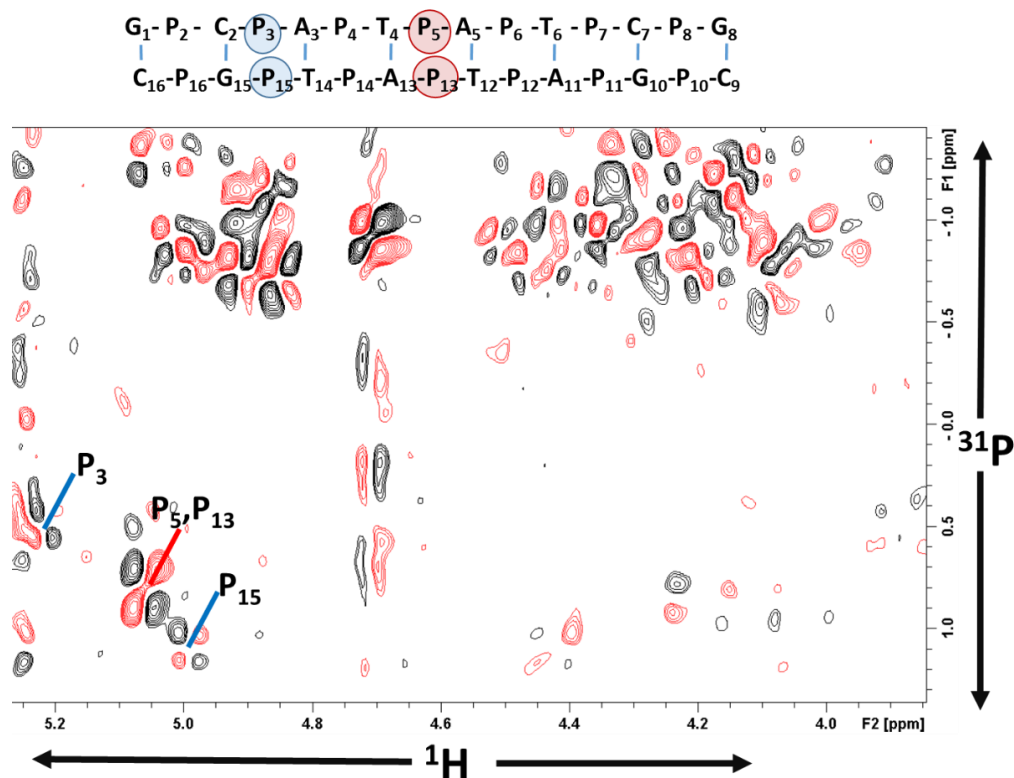 G₁- P₂ - C₂- P₃ - A₃ - P₄ - T₄ - P₅- A₅ - P₆ - T₆ - P₇ - C₇ - P₈ - G₈
C₁₆-P₁₆-G₁₅-P₁₅-T₁₄-P₁₄-A₁₃-P₁₃-T₁₂-P₁₂-A₁₁-P₁₁-G₁₀-P₁₀-C₉
F1 [ppm]
- 1.0
- 0.5
- 0.0
0.5
1.0
³¹P
P₃
P₅,P₁₃
P₁₅
5.2 5.0 4.8 4.6 4.4 4.2 4.0 F2 [ppm]
¹H